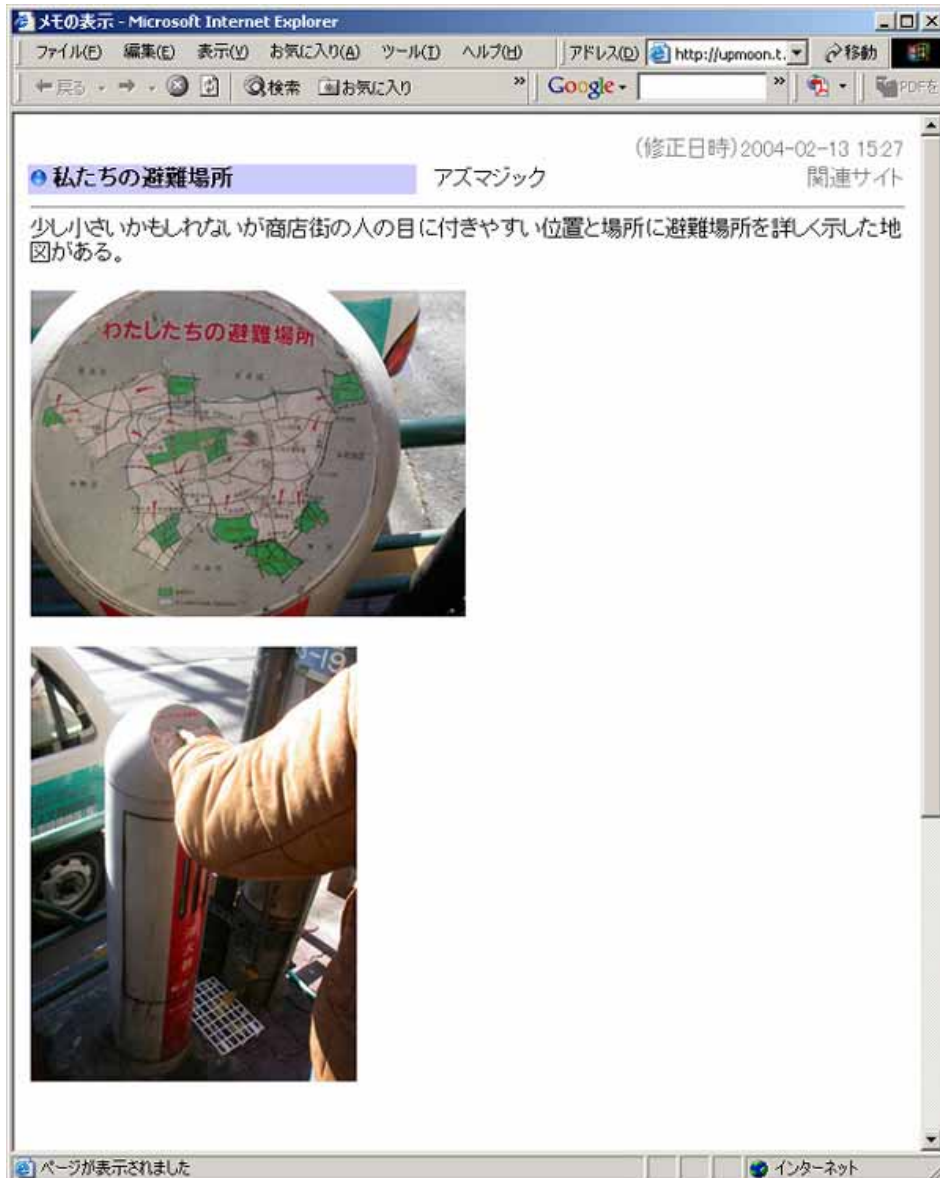 メモの表示 - Microsoft Internet Explorer
ファイル(F) 編集(E) 表示(V) お気に入り(A) ツール(T) ヘルプ(H) アドレス(D) http://upmoon.t. 移動
戻る 検索 お気に入り » Google » PDFを
(修正日時)2004-02-13 15:27
私たちの避難場所 アズマジック 関連サイト
少し小さいかもしれないが商店街の人の目に付きやすい位置と場所に避難場所を詳しく示した地
図がある。
わたしたちの避難場所
-19
ページが表示されました インターネット